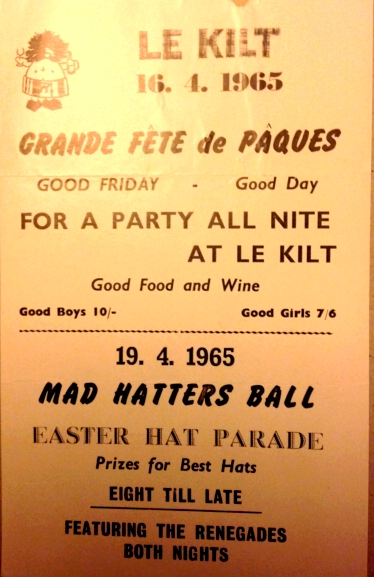 LE KILT
16. 4. 1965
GRANDE FÊTE de PÂQUES
GOOD FRIDAY - Good Day
FOR A PARTY ALL NITE
AT LE KILT
Good Food and Wine
Good Boys 10/- Good Girls 7/6
19. 4. 1965
MAD HATTERS BALL
EASTER HAT PARADE
Prizes for Best Hats
EIGHT TILL LATE
FEATURING THE RENEGADES
BOTH NIGHTS